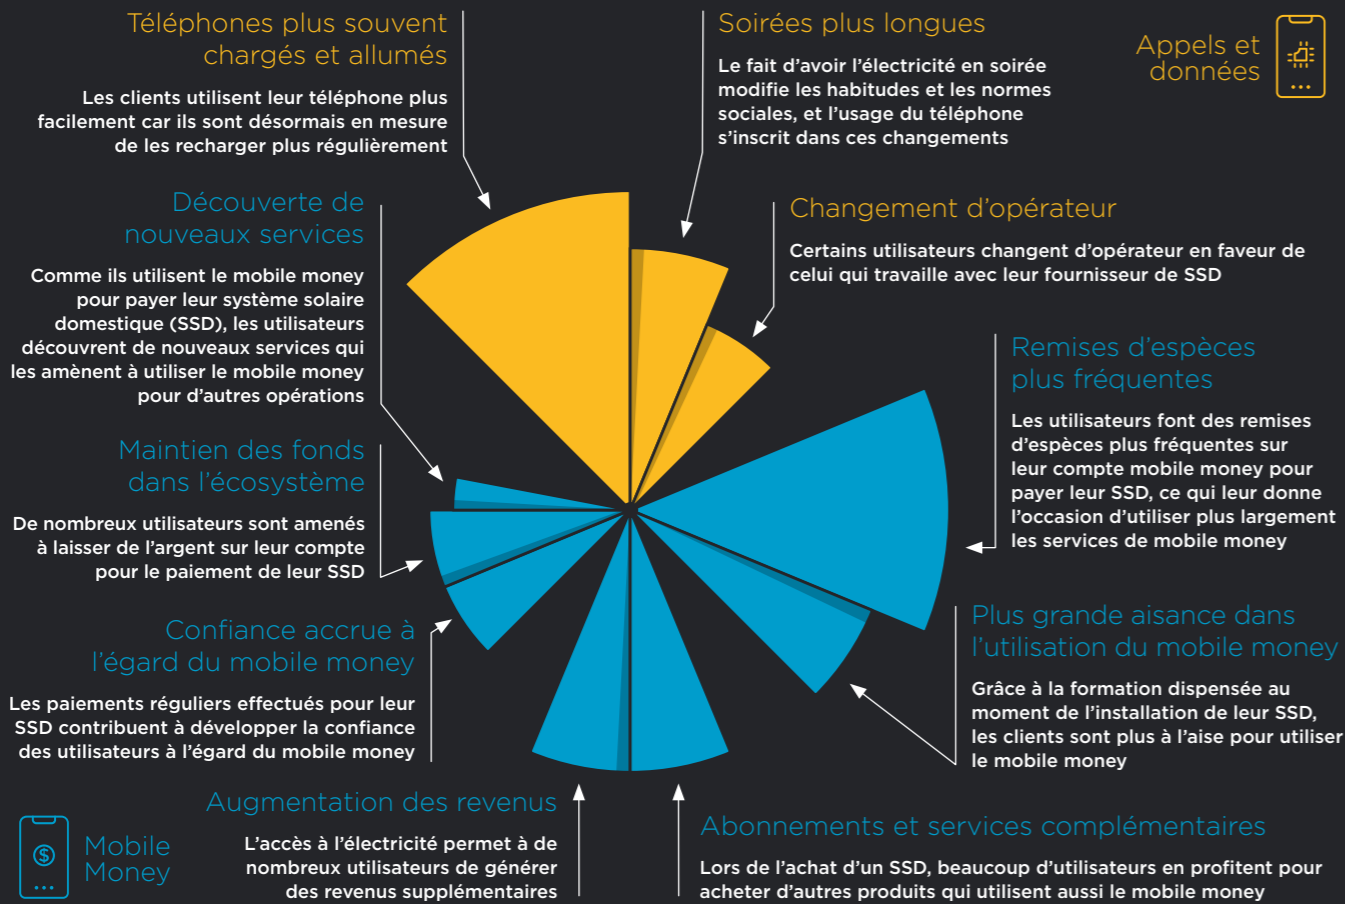 Téléphones plus souvent
chargés et allumés
Les clients utilisent leur téléphone plus
facilement car ils sont désormais en mesure
de les recharger plus régulièrement
Soirées plus longues
Le fait d’avoir l’électricité en soirée
modifie les habitudes et les normes
sociales, et l’usage du téléphone
s’inscrit dans ces changements
Appels et
données
Découverte de
nouveaux services
Comme ils utilisent le mobile money
pour payer leur système solaire
domestique (SSD), les utilisateurs
découvrent de nouveaux services qui
les amènent à utiliser le mobile money
pour d’autres opérations
Changement d’opérateur
Certains utilisateurs changent d’opérateur en faveur de
celui qui travaille avec leur fournisseur de SSD
Remises d’espèces
plus fréquentes
Les utilisateurs font des remises
d’espèces plus fréquentes sur
leur compte mobile money pour
payer leur SSD, ce qui leur donne
l’occasion d’utiliser plus largement
les services de mobile money
Maintien des fonds
dans l’écosystème
De nombreux utilisateurs sont amenés
à laisser de l’argent sur leur compte
pour le paiement de leur SSD
Confiance accrue à
l’égard du mobile money
Les paiements réguliers effectués pour leur
SSD contribuent à développer la confiance
des utilisateurs à l’égard du mobile money
Plus grande aisance dans
l’utilisation du mobile money
Grâce à la formation dispensée au
moment de l’installation de leur SSD,
les clients sont plus à l’aise pour utiliser
le mobile money
$
Mobile
Money
Augmentation des revenus
L’accès à l’électricité permet à de
nombreux utilisateurs de générer
des revenus supplémentaires
Abonnements et services complémentaires
Lors de l’achat d’un SSD, beaucoup d’utilisateurs en profitent pour
acheter d’autres produits qui utilisent aussi le mobile money